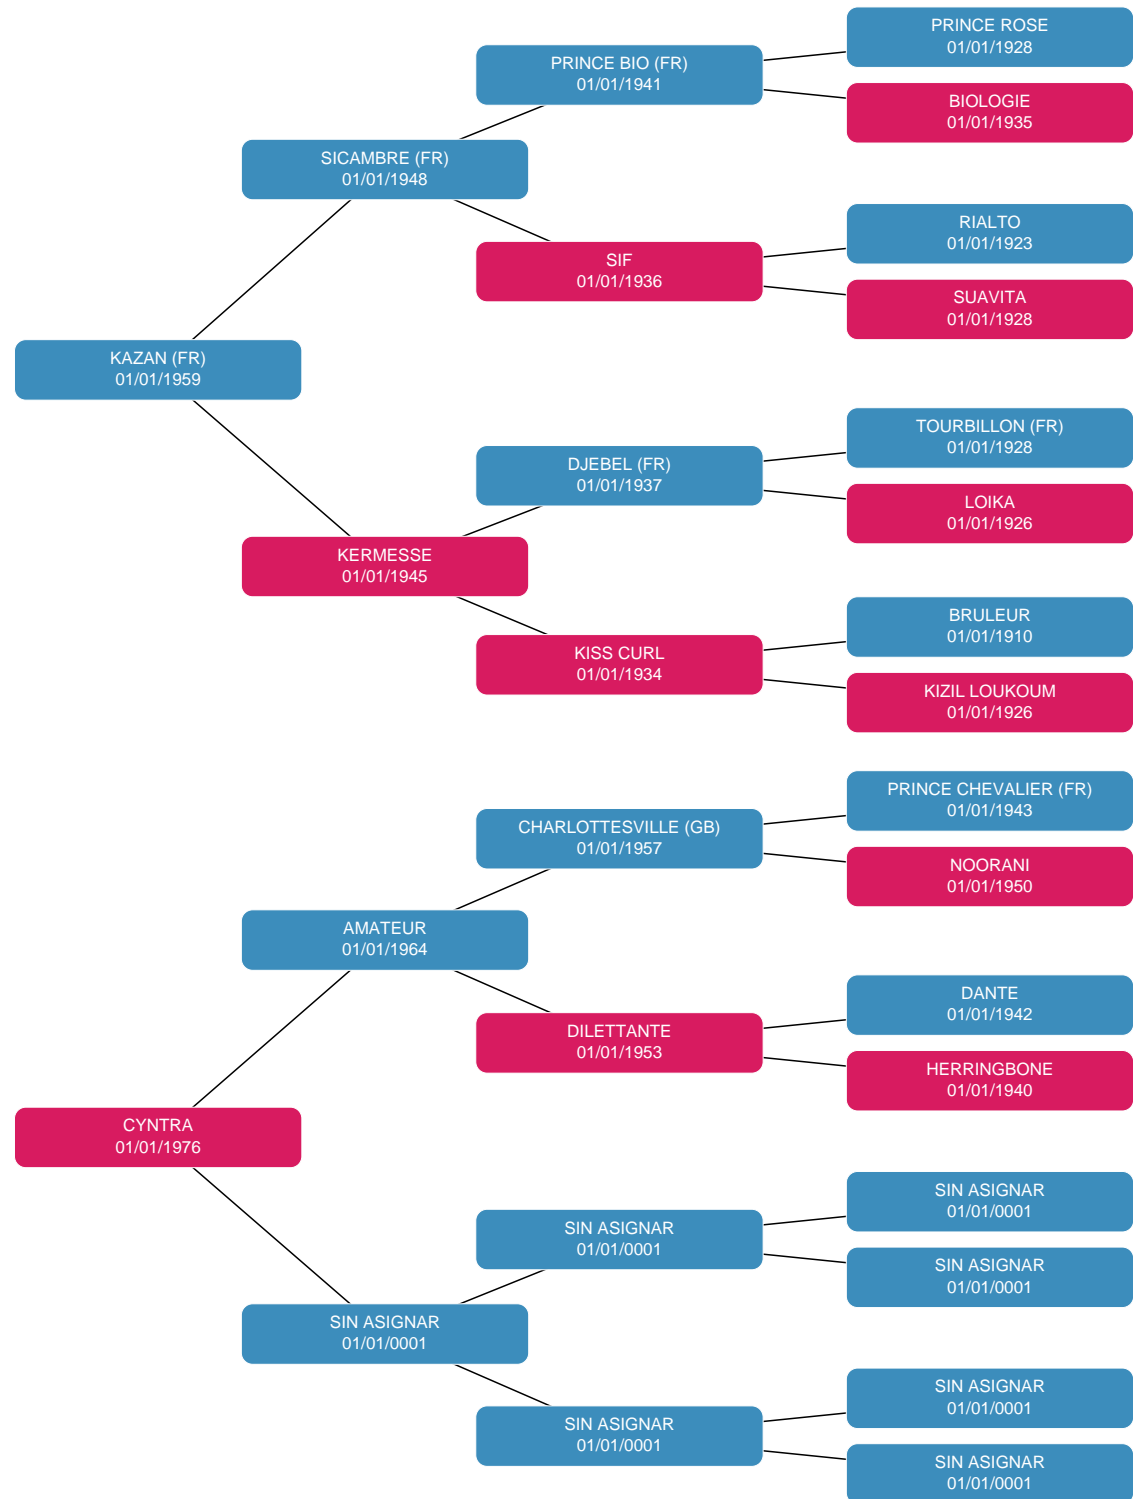 PRINCE ROSE
01/01/1928
PRINCE BIO (FR)
01/01/1941
BIOLOGIE
01/01/1935
SICAMBRE (FR)
01/01/1948
RIALTO
01/01/1923
SIF
01/01/1936
SUAVITA
01/01/1928
KAZAN (FR)
01/01/1959
TOURBILLON (FR)
01/01/1928
DJEBEL (FR)
01/01/1937
LOIKA
01/01/1926
KERMESSE
01/01/1945
BRULEUR
01/01/1910
KISS CURL
01/01/1934
KIZIL LOUKOUM
01/01/1926
PRINCE CHEVALIER (FR)
01/01/1943
CHARLOTTESVILLE (GB)
01/01/1957
NOORANI
01/01/1950
AMATEUR
01/01/1964
DANTE
01/01/1942
DILETTANTE
01/01/1953
HERRINGBONE
01/01/1940
CYNTRA
01/01/1976
SIN ASIGNAR
01/01/0001
SIN ASIGNAR
01/01/0001
SIN ASIGNAR
01/01/0001
SIN ASIGNAR
01/01/0001
SIN ASIGNAR
01/01/0001
SIN ASIGNAR
01/01/0001
SIN ASIGNAR
01/01/0001